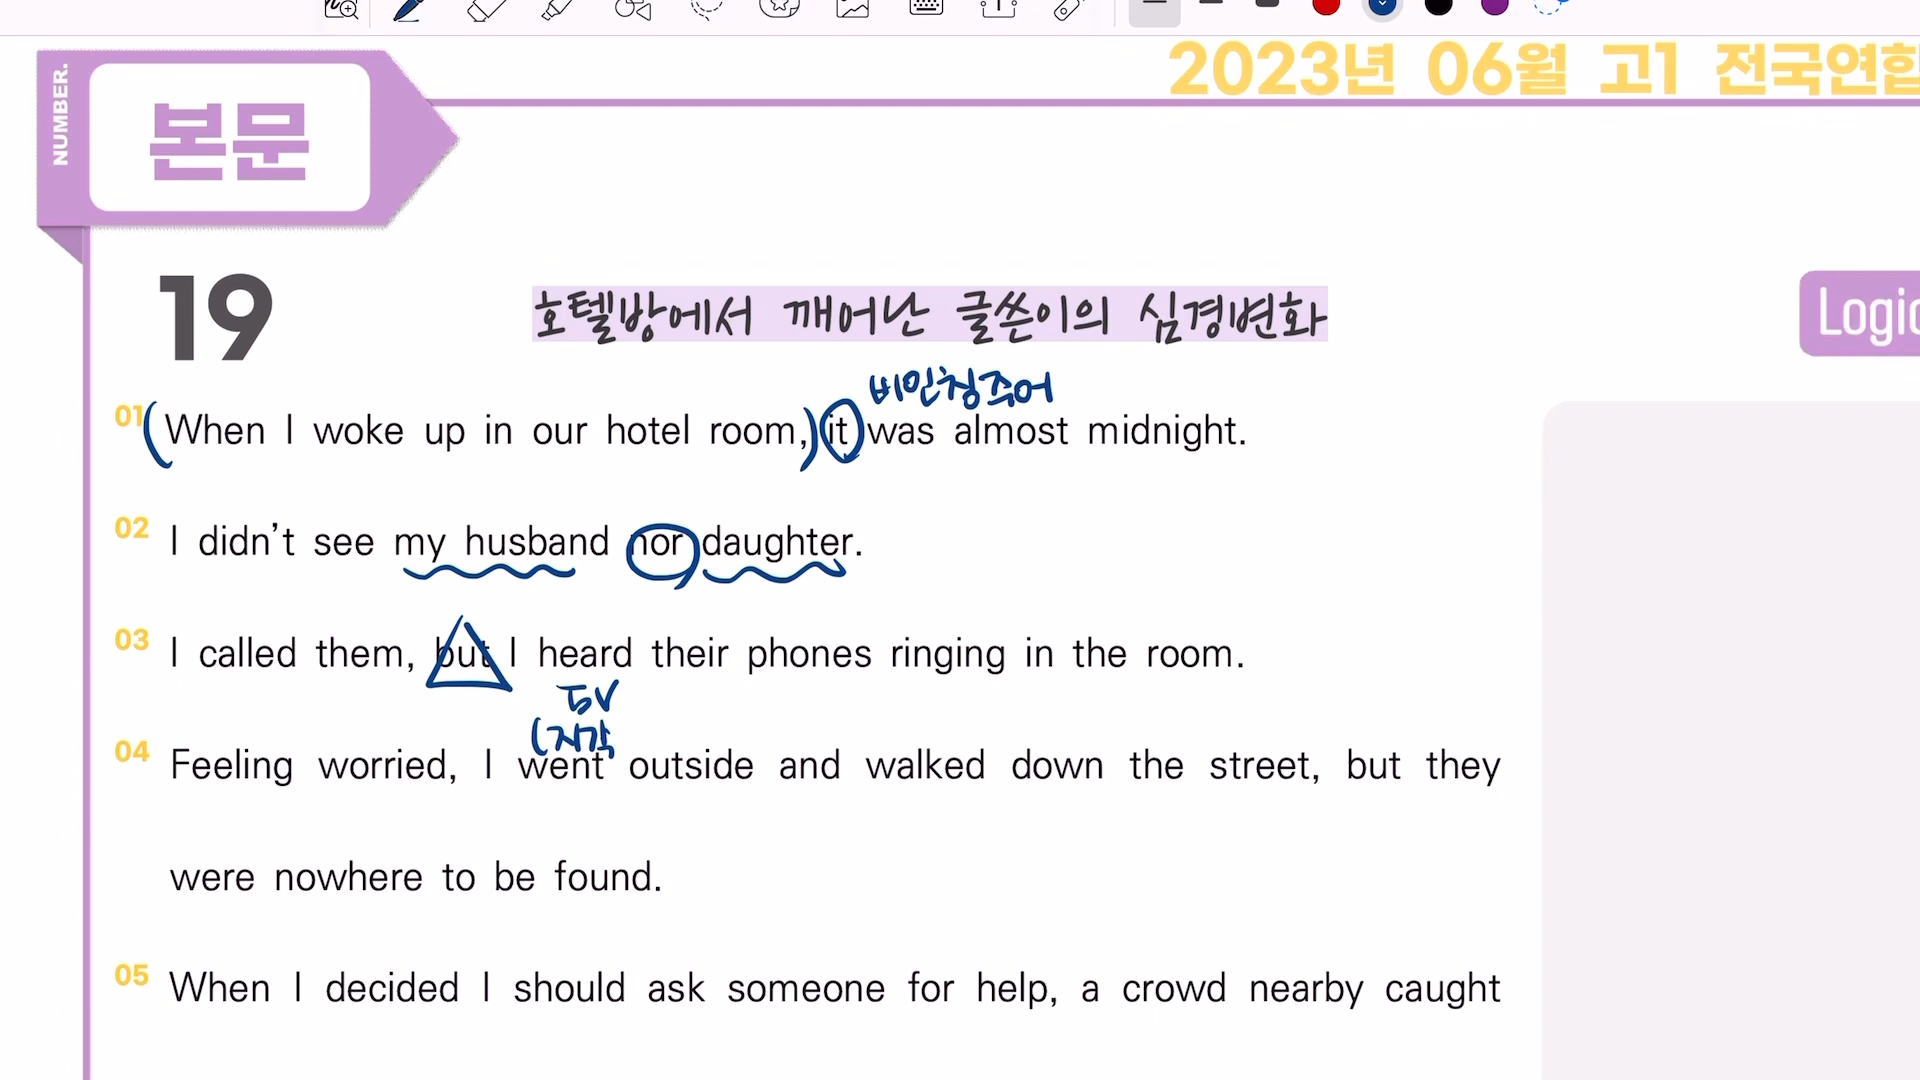 2023년 06월 고1 전국연합
NUMBER.
본문
19
호텔방에서 깨어난 글쓴이의 심경변화
Logic
비인칭주어
01 (When I woke up in our hotel room,) it was almost midnight.
02 I didn't see my husband nor daughter.
03 I called them, but I heard their phones ringing in the room.
5V
(지각
04 Feeling worried, I went outside and walked down the street, but they
were nowhere to be found.
05 When I decided I should ask someone for help, a crowd nearby caught